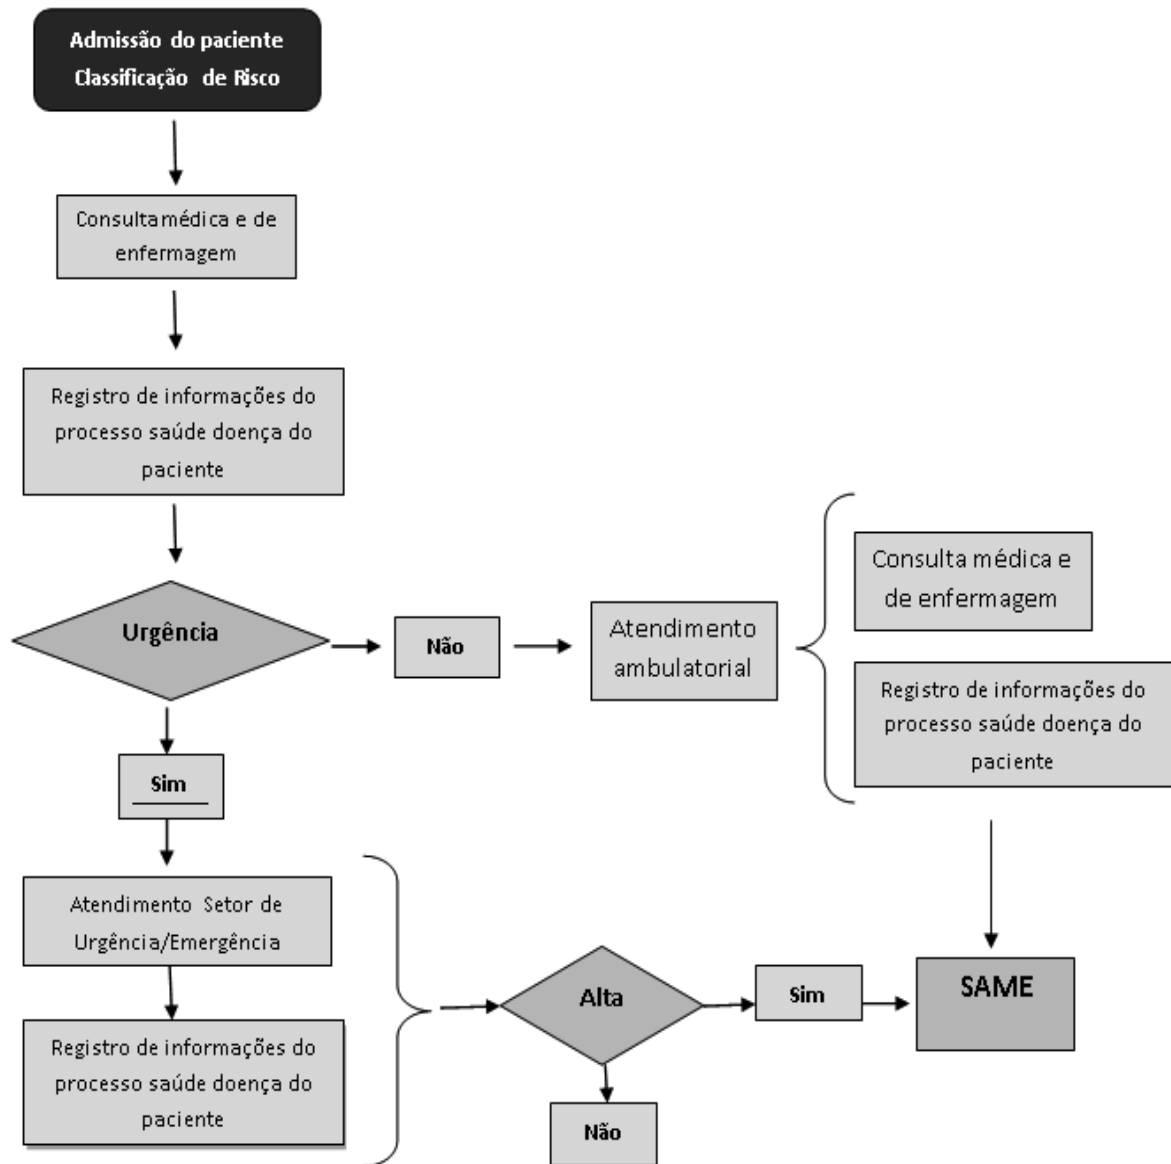 Admissão do paciente
Classificação de Risco
Consultamédica e de
enfermagem
Registro de informações do
processo saúde doença do
paciente
Urgência
Não
Atendimento
ambulatorial
Consulta médica e
de enfermagem
Registro de informações do
processo saúde doença do
paciente
Sim
Atendimento Setor de
Urgência/Emergência
Registro de informações do
processo saúde doença do
paciente
Alta
Sim
SAME
Não